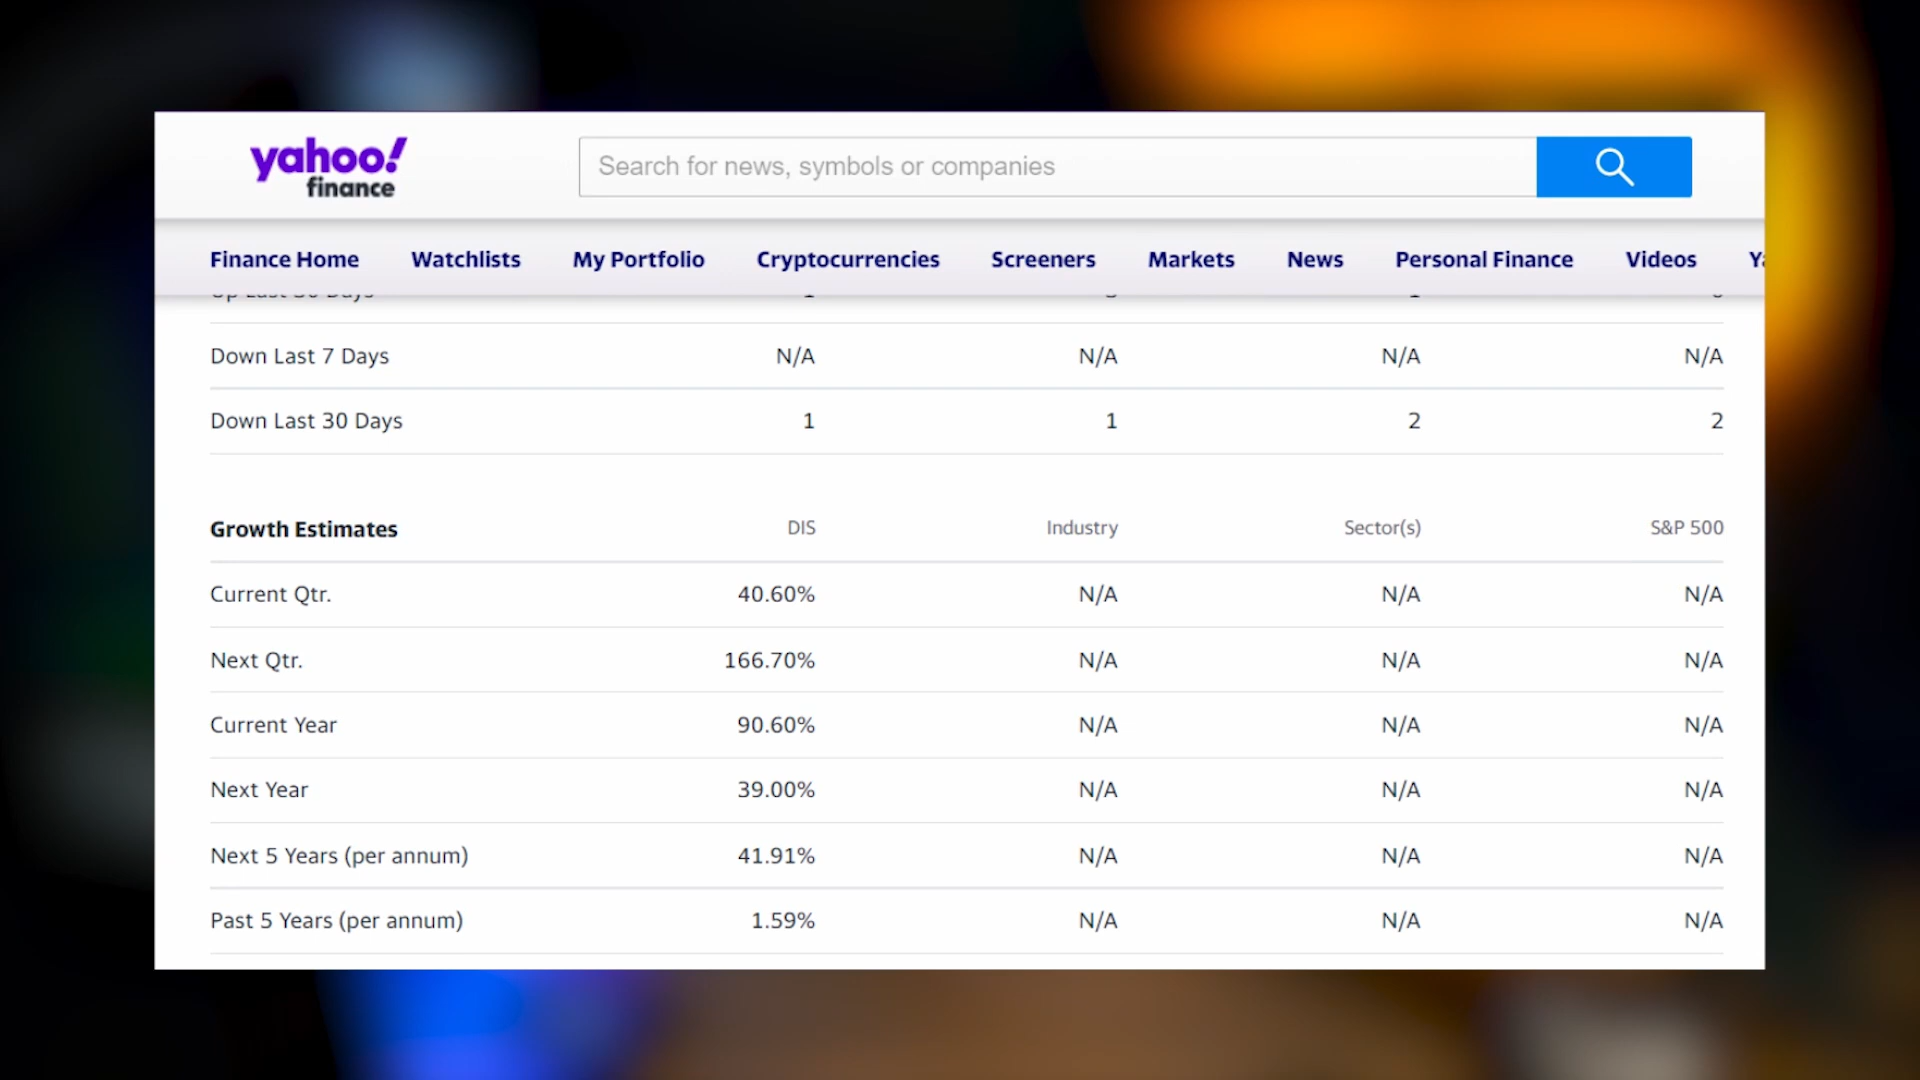 yahoo!
finance
Search for news, symbols or companies
Finance Home Watchlists My Portfolio Cryptocurrencies Screeners Markets News Personal Finance Videos
Down Last 7 Days N/A N/A N/A N/A
Down Last 30 Days 1 1 2 2
Growth Estimates DIS Industry Sector(s) S&P 500
Current Qtr. 40.60% N/A N/A N/A
Next Qtr. 166.70% N/A N/A N/A
Current Year 90.60% N/A N/A N/A
Next Year 39.00% N/A N/A N/A
Next 5 Years (per annum) 41.91% N/A N/A N/A
Past 5 Years (per annum) 1.59% N/A N/A N/A